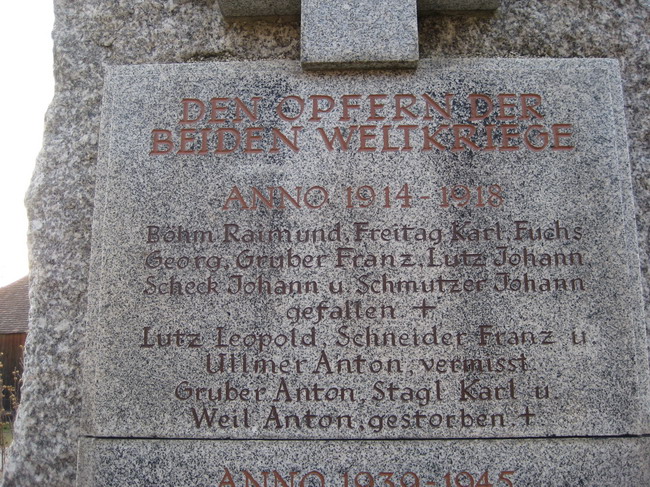 DEN OPFERN DER
BEIDEN WELTKRIEGE
ANNO 1914-1918
Böhm Raimund, Freitag Karl, Fuchs
Georg, Gruber Franz, Lutz Johann,
Scheck Johann u Schmutzer Johann
gefallen +
Lutz Leopold, Schneider Franz u.
Ullmer Anton, vermisst
Gruber Anton, Stagl Karl u
Weil Anton, gestorben. +
ANNO 1939-1945